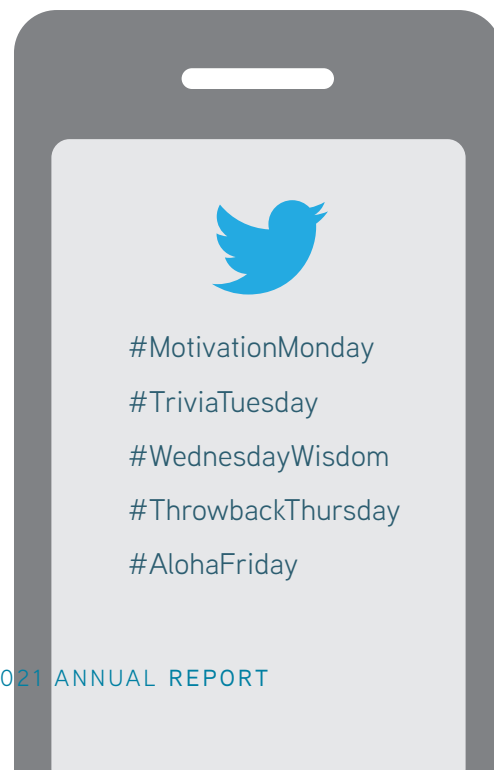 #MotivationMonday
#TriviaTuesday
#WednesdayWisdom
#ThrowbackThursday
#AlohaFriday
021 ANNUAL REPORT